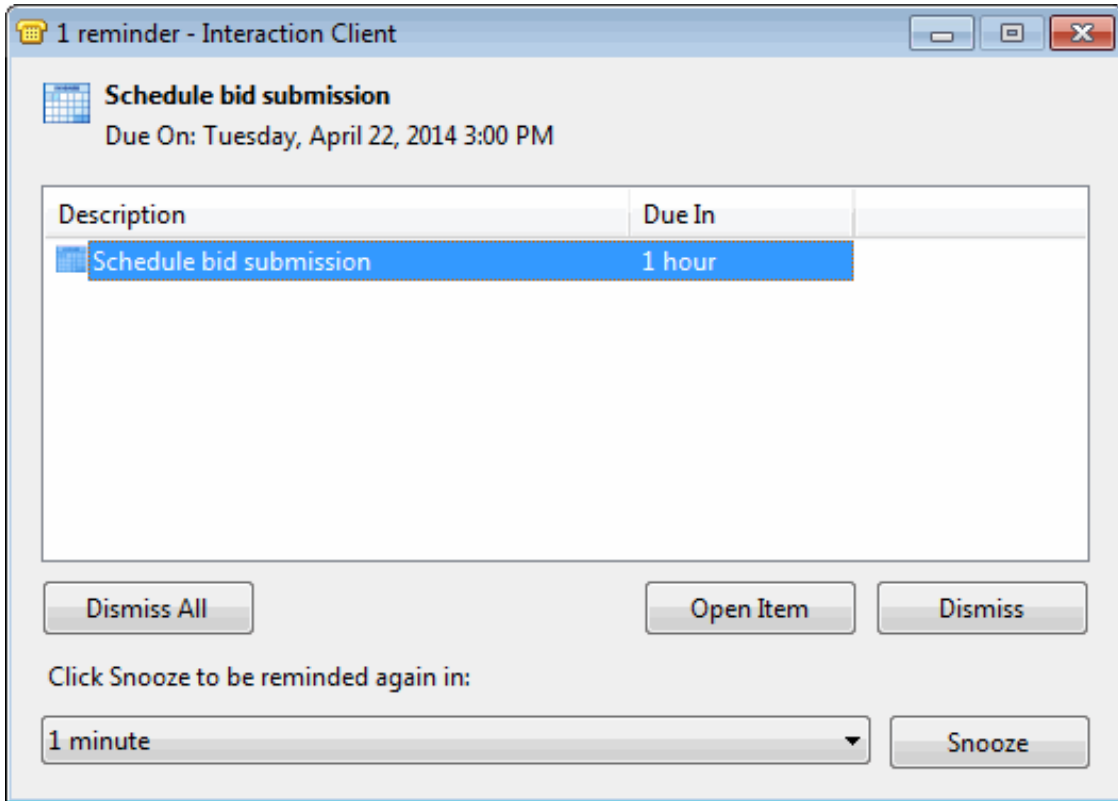 1 reminder - Interaction Client
Schedule bid submission
Due On: Tuesday, April 22, 2014 3:00 PM
Description Due In
Schedule bid submission 1 hour
Dismiss All Open Item Dismiss
Click Snooze to be reminded again in:
1 minute Snooze